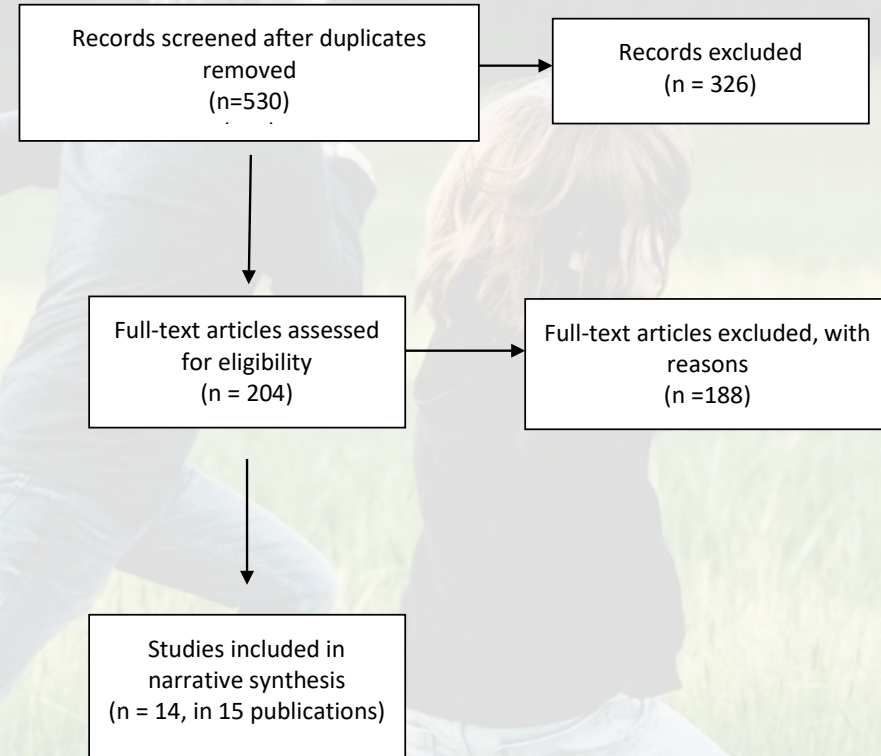 Records screened after duplicates
removed
(n=530)
Records excluded
(n = 326)
Full-text articles assessed
for eligibility
(n = 204)
Full-text articles excluded, with
reasons
(n =188)
Studies included in
narrative synthesis
(n = 14, in 15 publications)